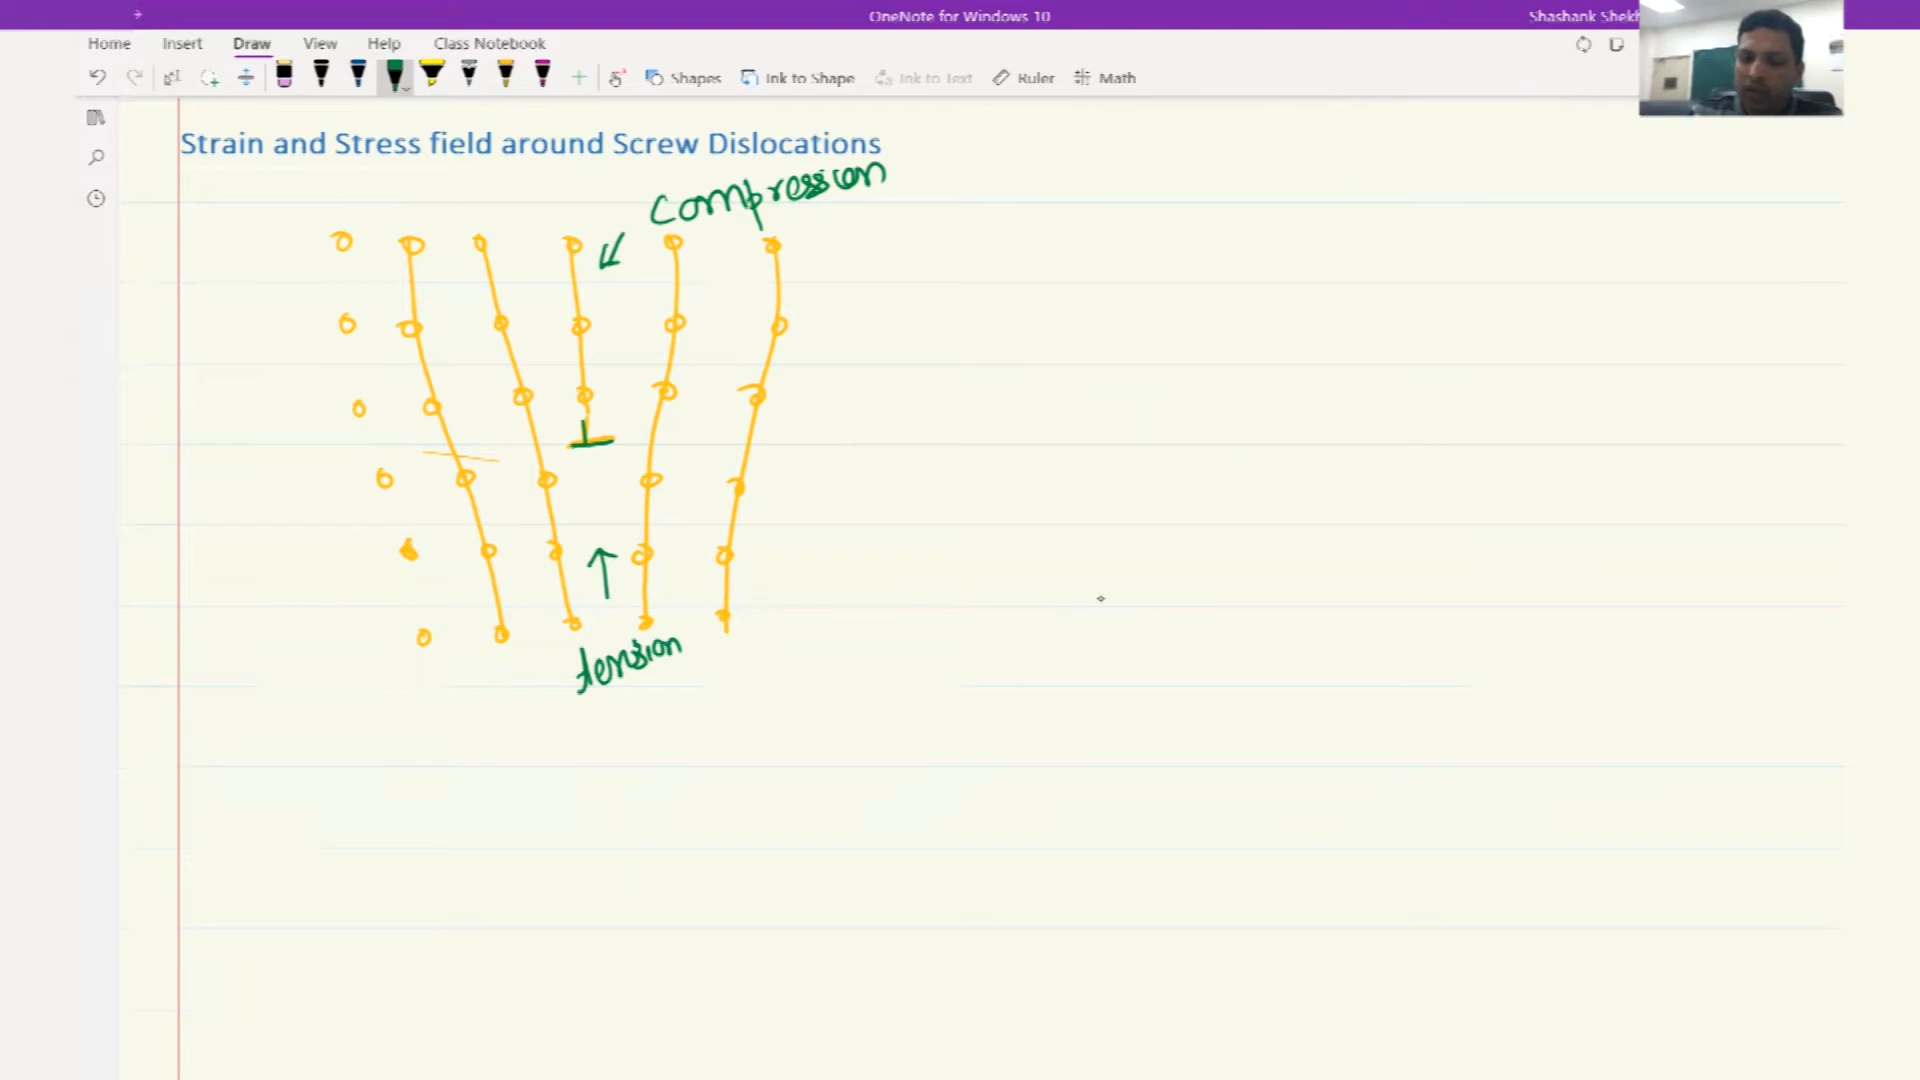 OneNote for Windows 10
Shashank Shekh
Home Insert Draw View Help Class Notebook
Shapes Ink to Shape Ink to Text Ruler Math
Strain and Stress field around Screw Dislocations
Compression
tension